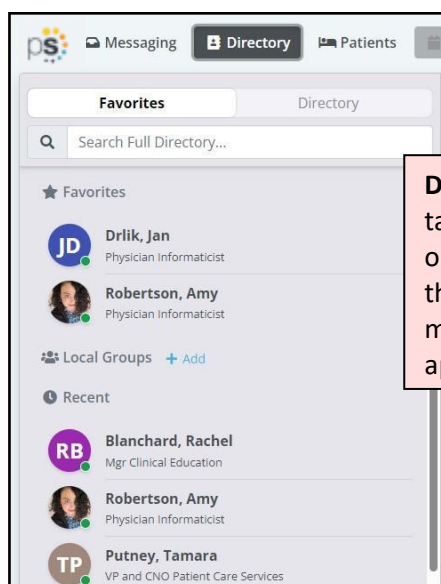 ps
Messaging
Directory
Patients
Favorites
Directory
Search Full Directory...
Favorites
JD
Drlik, Jan
Physician Informaticist
Robertson, Amy
Physician Informaticist
Local Groups + Add
Recent
RB
Blanchard, Rachel
Mgr Clinical Education
Robertson, Amy
Physician Informaticist
TP
Putney, Tamara
VP and CNO Patient Care Services